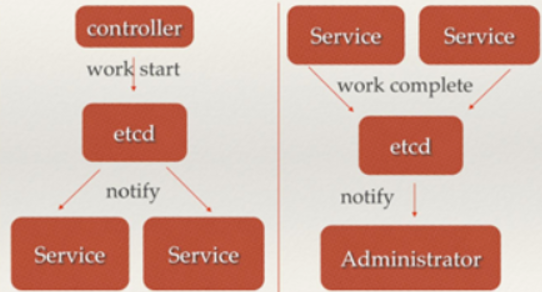 controller
work start
etcd
notify
Service
Service
Service
Service
work complete
etcd
notify
Administrator